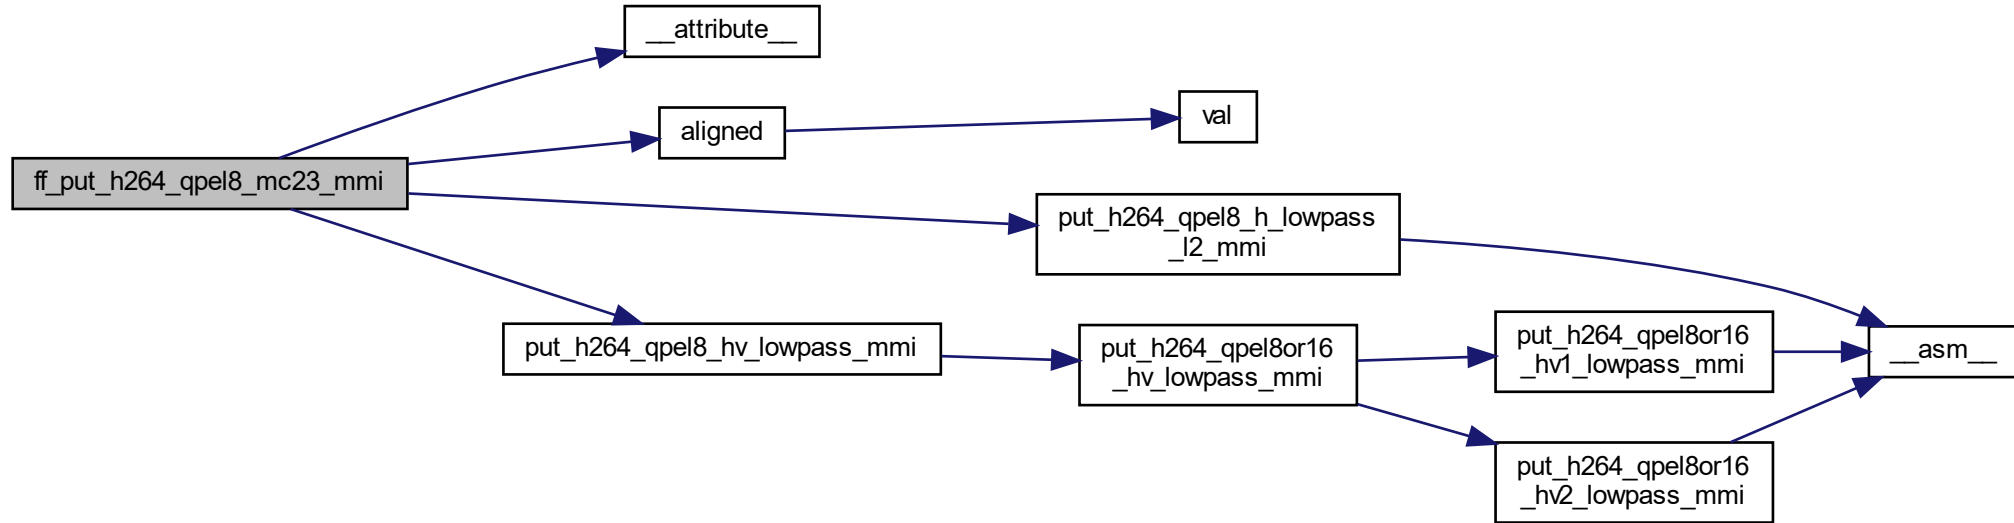 __attribute__
aligned
val
ff_put_h264_qpel8_mc23_mmi
put_h264_qpel8_h_lowpass
_l2_mmi
put_h264_qpel8_hv_lowpass_mmi
put_h264_qpel8or16
_hv_lowpass_mmi
put_h264_qpel8or16
_hv1_lowpass_mmi
__asm__
put_h264_qpel8or16
_hv2_lowpass_mmi